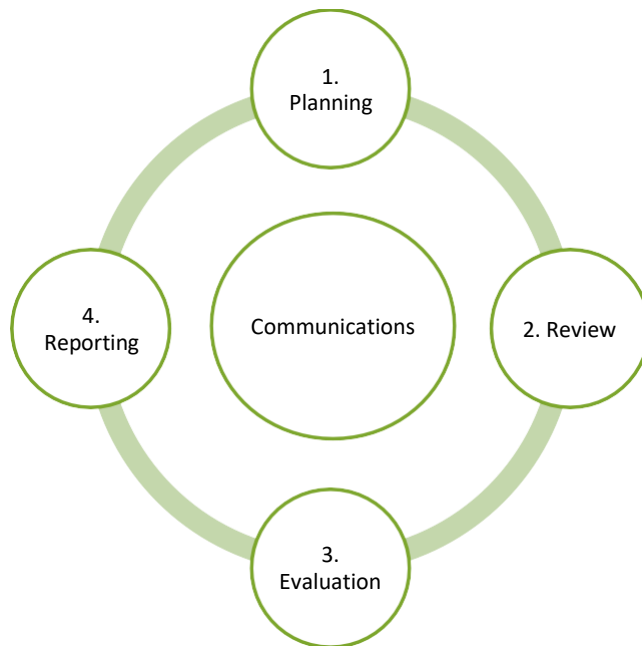 1.
Planning
4.
Reporting
Communications
2. Review
3.
Evaluation